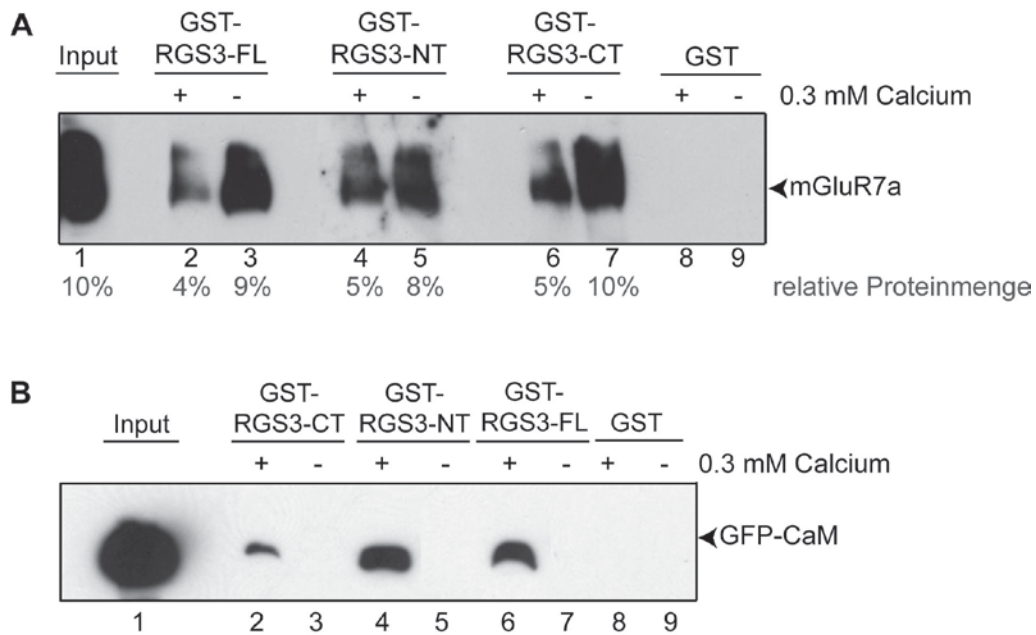 A
Input
GST-
RGS3-FL
GST-
RGS3-NT
GST-
RGS3-CT
GST
+ - + - + - + - 0.3 mM Calcium
mGluR7a
1 2 3 4 5 6 7 8 9
10% 4% 9% 5% 8% 5% 10% relative Proteinmenge
B
Input
GST-
RGS3-CT
GST-
RGS3-NT
GST-
RGS3-FL
GST
+ - + - + - + - 0.3 mM Calcium
GFP-CaM
1 2 3 4 5 6 7 8 9